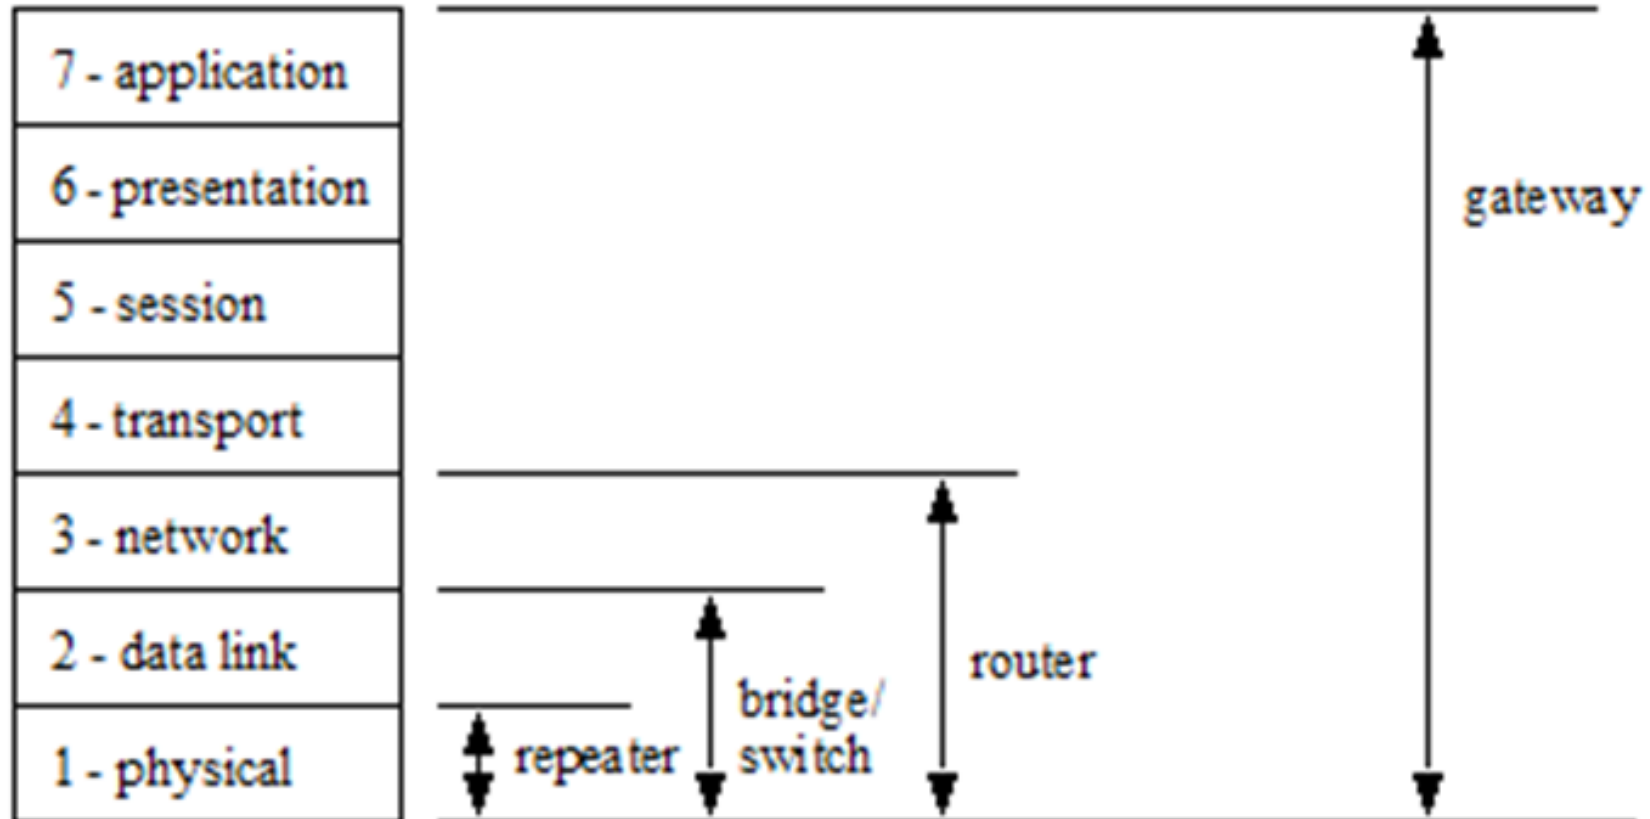 7 - application
6 - presentation
5 - session
4 - transport
3 - network
2 - data link
1 - physical
repeater
bridge/
switch
router
gateway